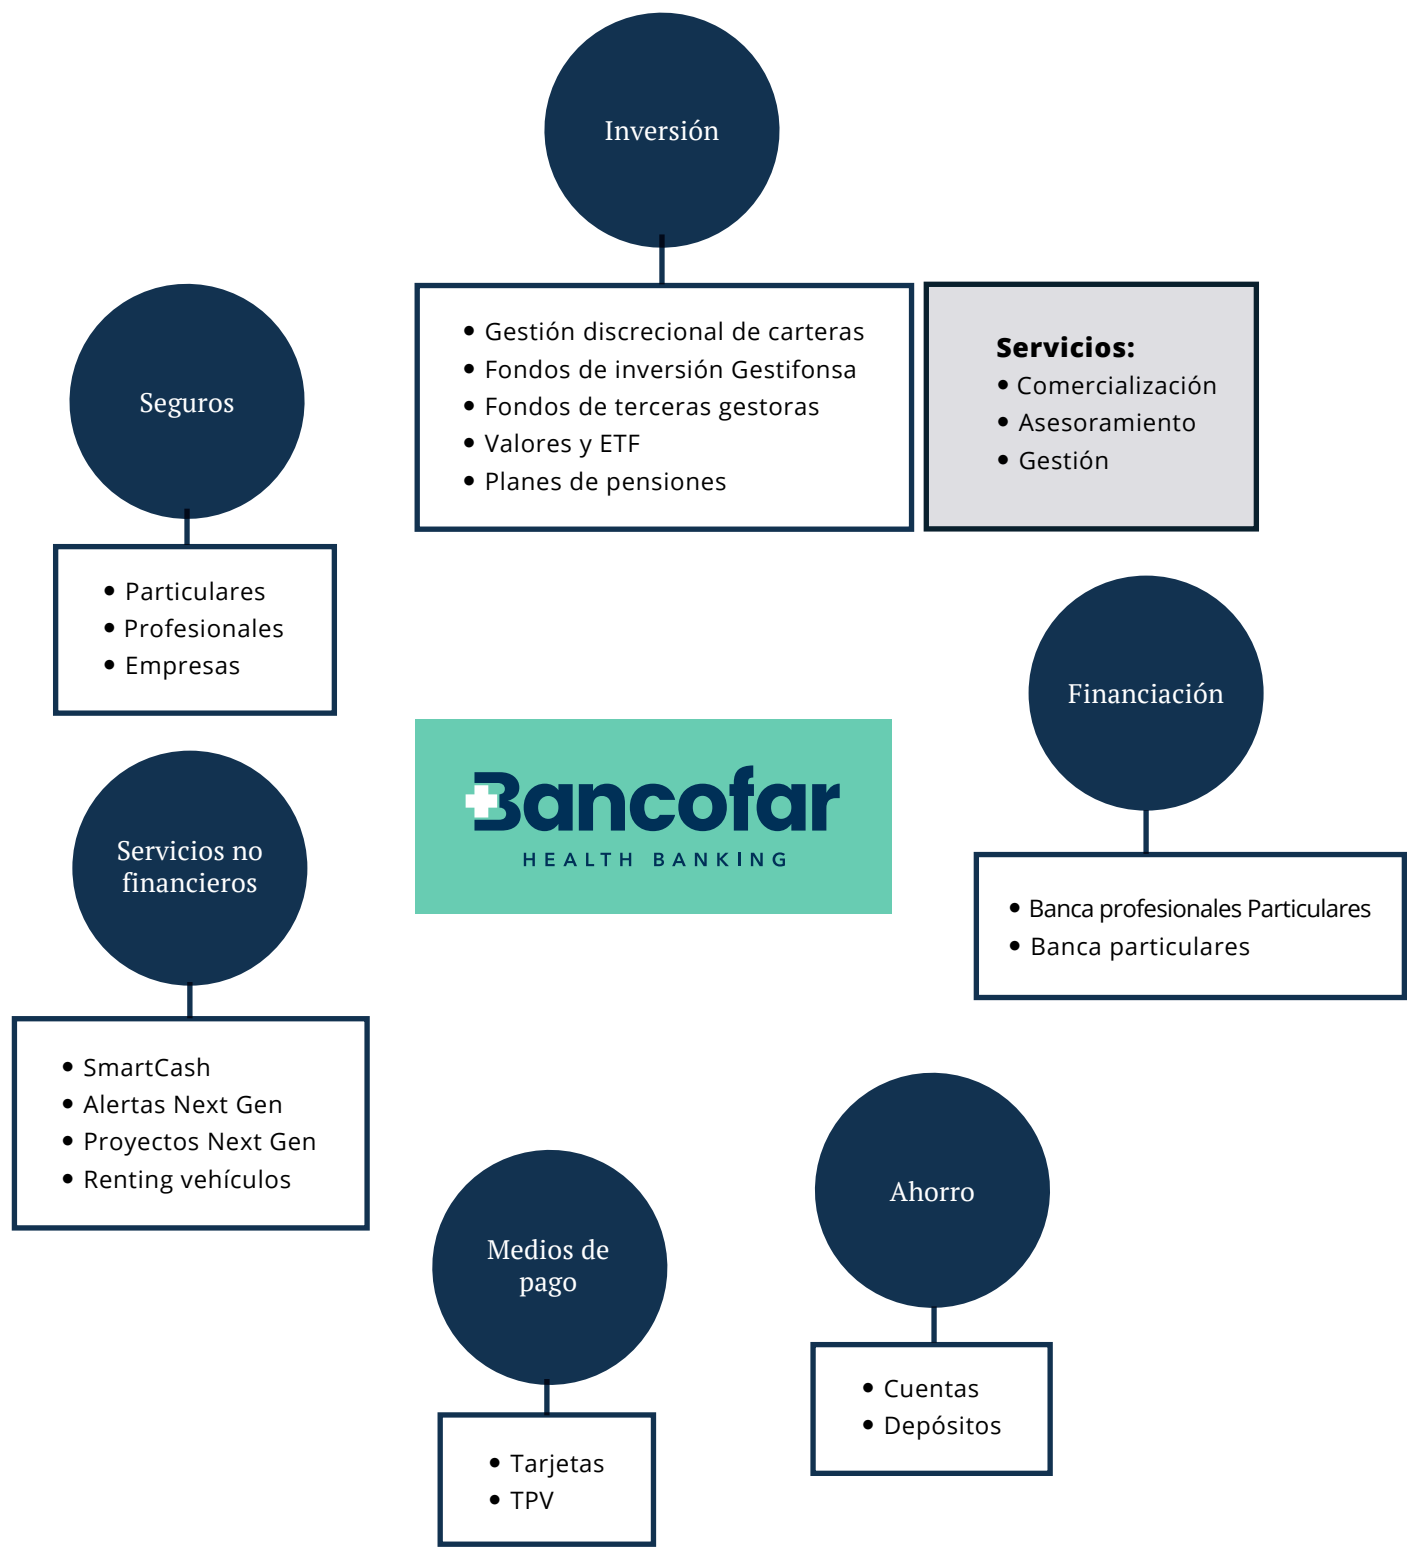 Inversión
• Gestión discrecional de carteras
• Fondos de inversión Gestifonsa
• Fondos de terceras gestoras
• Valores y ETF
• Planes de pensiones
Servicios:
• Comercialización
• Asesoramiento
• Gestión
Seguros
• Particulares
• Profesionales
• Empresas
Financiación
• Banca profesionales Particulares
• Banca particulares
Bancofar
HEALTH BANKING
Servicios no
financieros
• SmartCash
• Alertas Next Gen
• Proyectos Next Gen
• Renting vehículos
Ahorro
• Cuentas
• Depósitos
Medios de
pago
• Tarjetas
• TPV